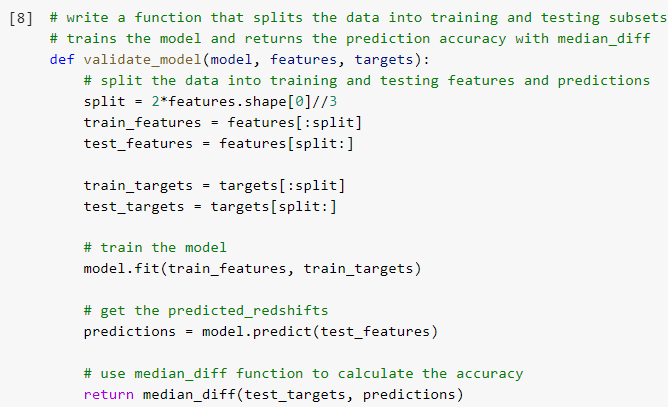 [8] # write a function that splits the data into training and testing subsets
# trains the model and returns the prediction accuracy with median_diff
def validate_model(model, features, targets):
    # split the data into training and testing features and predictions
    split = 2*features.shape[0]//3
    train_features = features[:split]
    test_features = features[split:]

    train_targets = targets[:split]
    test_targets = targets[split:]

    # train the model
    model.fit(train_features, train_targets)

    # get the predicted_redshifts
    predictions = model.predict(test_features)

    # use median_diff function to calculate the accuracy
    return median_diff(test_targets, predictions)